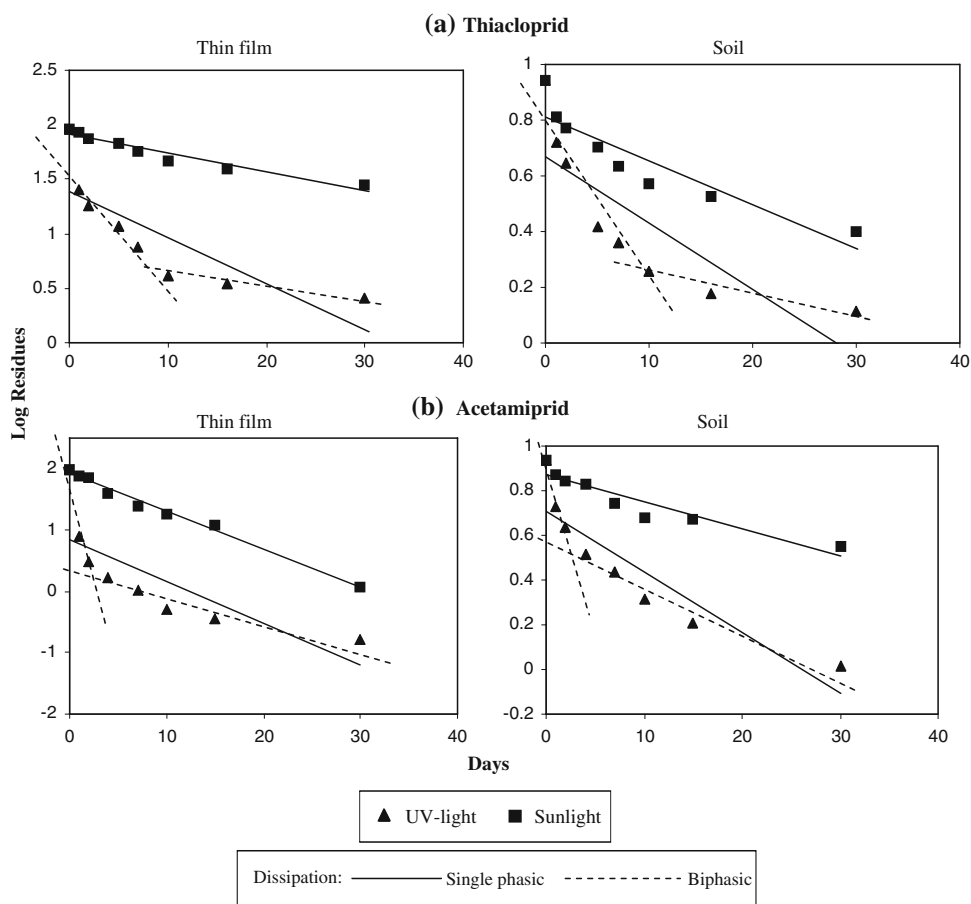 (a) Thiacloprid
Thin film
Soil
2.5
2
1.5
1
0.5
0
0 10 20 30 40
1
0.8
0.6
0.4
0.2
0
0 10 20 30 40
Log Residues
(b) Acetamiprid
Thin film
Soil
2
1
0
-1
-2
0 10 20 30 40
1
0.8
0.6
0.4
0.2
0
-0.2
0 10 20 30 40
Days
UV-light Sunlight
Dissipation: Single phasic Biphasic